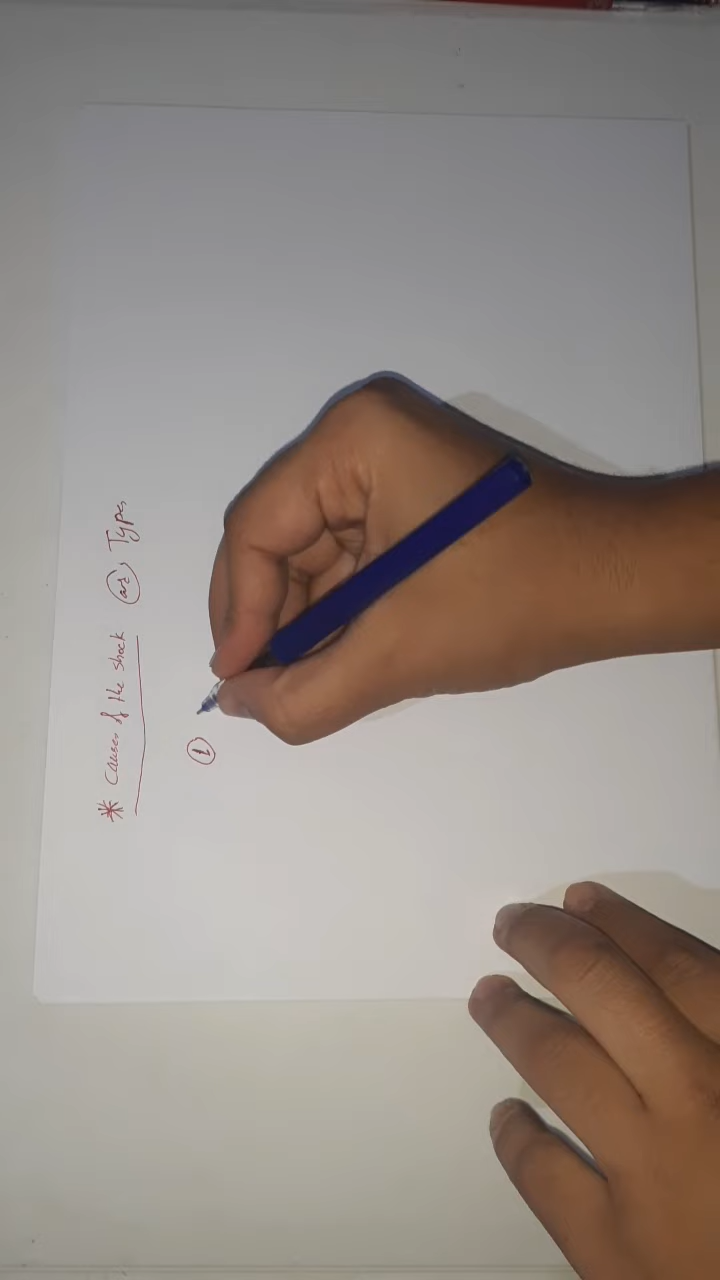 * Causes of the shock (or) Types
①